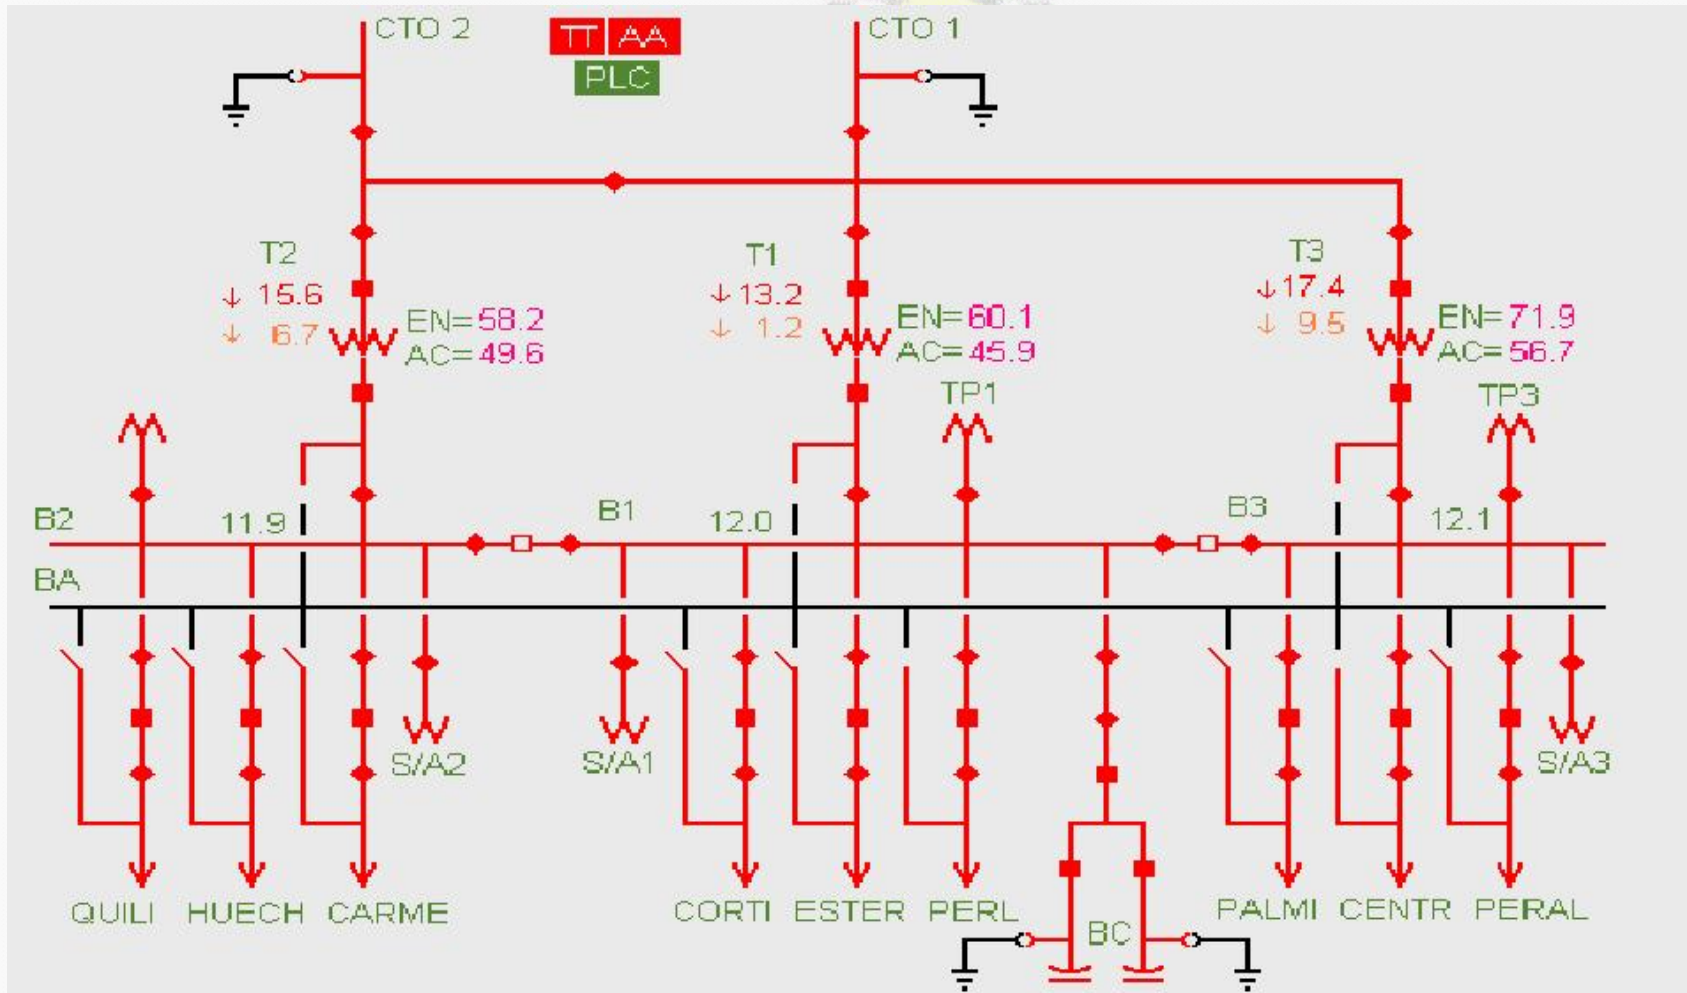 CTO 2
TT AA
PLC
CTO 1
T2
↓ 15.6
↓ 6.7
EN=58.2
AC=49.6
T1
↓ 13.2
↓ 1.2
EN=60.1
AC=45.9
T3
↓ 17.4
↓ 9.5
EN=71.9
AC=56.7
TP1
TP3
B2
11.9
B1
12.0
B3
12.1
BA
S/A2
S/A1
S/A3
QUILI HUECH CARME CORTI ESTER PERL PALMI CENTR PERAL
BC